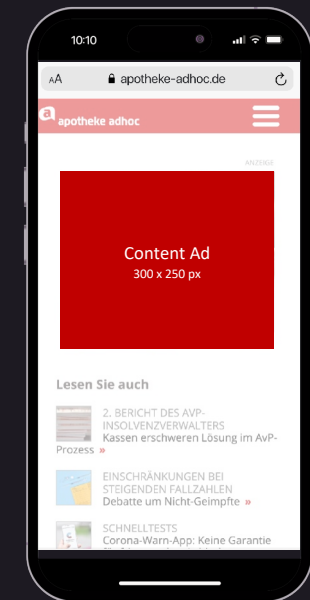 10:10
AA apotheke-adhoc.de
a apotheke adhoc
ANZEIGE
Content Ad
300 x 250 px
Lesen Sie auch
2. BERICHT DES AVP-
INSOLVENZVERWALTERS
Kassen erschweren Lösung im AvP-
Prozess »
EINSCHRÄNKUNGEN BEI
STEIGENDEN FALLZAHLEN
Debatte um Nicht-Geimpfte »
SCHNELLTESTS
Corona-Warn-App: Keine Garantie